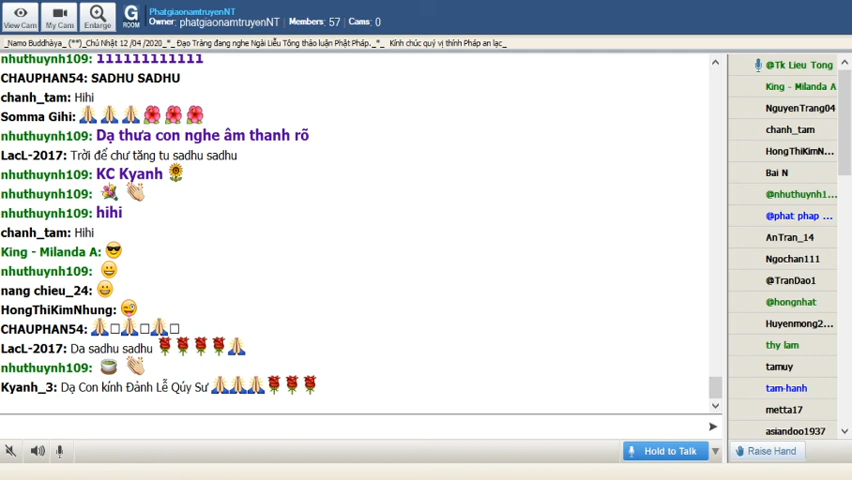 View Cam
My Cam
Enlarge
G
ROOM
PhatgiaonamtruyenNT
Owner: phatgiaonamtruyenNT Members: 57 Cams: 0
_Namo Buddhàya_ (**)_Chủ Nhật 12 /04 /2020_*_ Đạo Tràng đang nghe Ngài Liễu Tông thảo luận Phật Pháp._*_ Kính chúc quý vị thính Pháp an lạc_
nhuthuynh109: 111111111111
CHAUPHAN54: SADHU SADHU
chanh_tam: Hihi
Somma Gihi:
nhuthuynh109: Dạ thưa con nghe âm thanh rõ
LacL-2017: Trời để chư tăng tu sadhu sadhu
nhuthuynh109: KC Kyanh
nhuthuynh109:
nhuthuynh109: hihi
chanh_tam: Hihi
King - Milanda A:
nhuthuynh109:
nang chieu_24:
HongThiKimNhung:
CHAUPHAN54:
LacL-2017: Da sadhu sadhu
nhuthuynh109:
Kyanh_3: Dạ Con kính Đảnh Lễ Qúy Sư
@Tk Lieu Tong
King - Milanda A
NguyenTrang04
chanh_tam
HongThiKimN...
Bai N
@nhuthuynh1...
@phat phap ...
AnTran_14
Ngochan111
@TranDao1
@hongnhat
Huyenmong2...
thy lam
tamuy
tam-hanh
metta17
asiandoo1937
Hold to Talk
Raise Hand